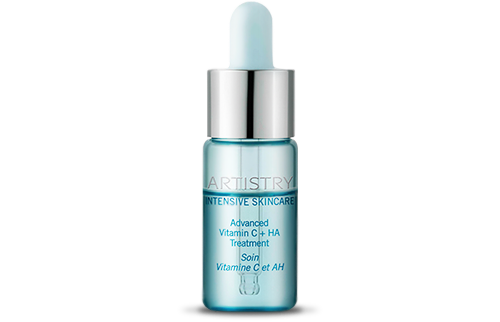 ARTISTRY
INTENSIVE SKINCARE
Advanced
Vitamin C + HA
Treatment
Soin
Vitamine C et AH